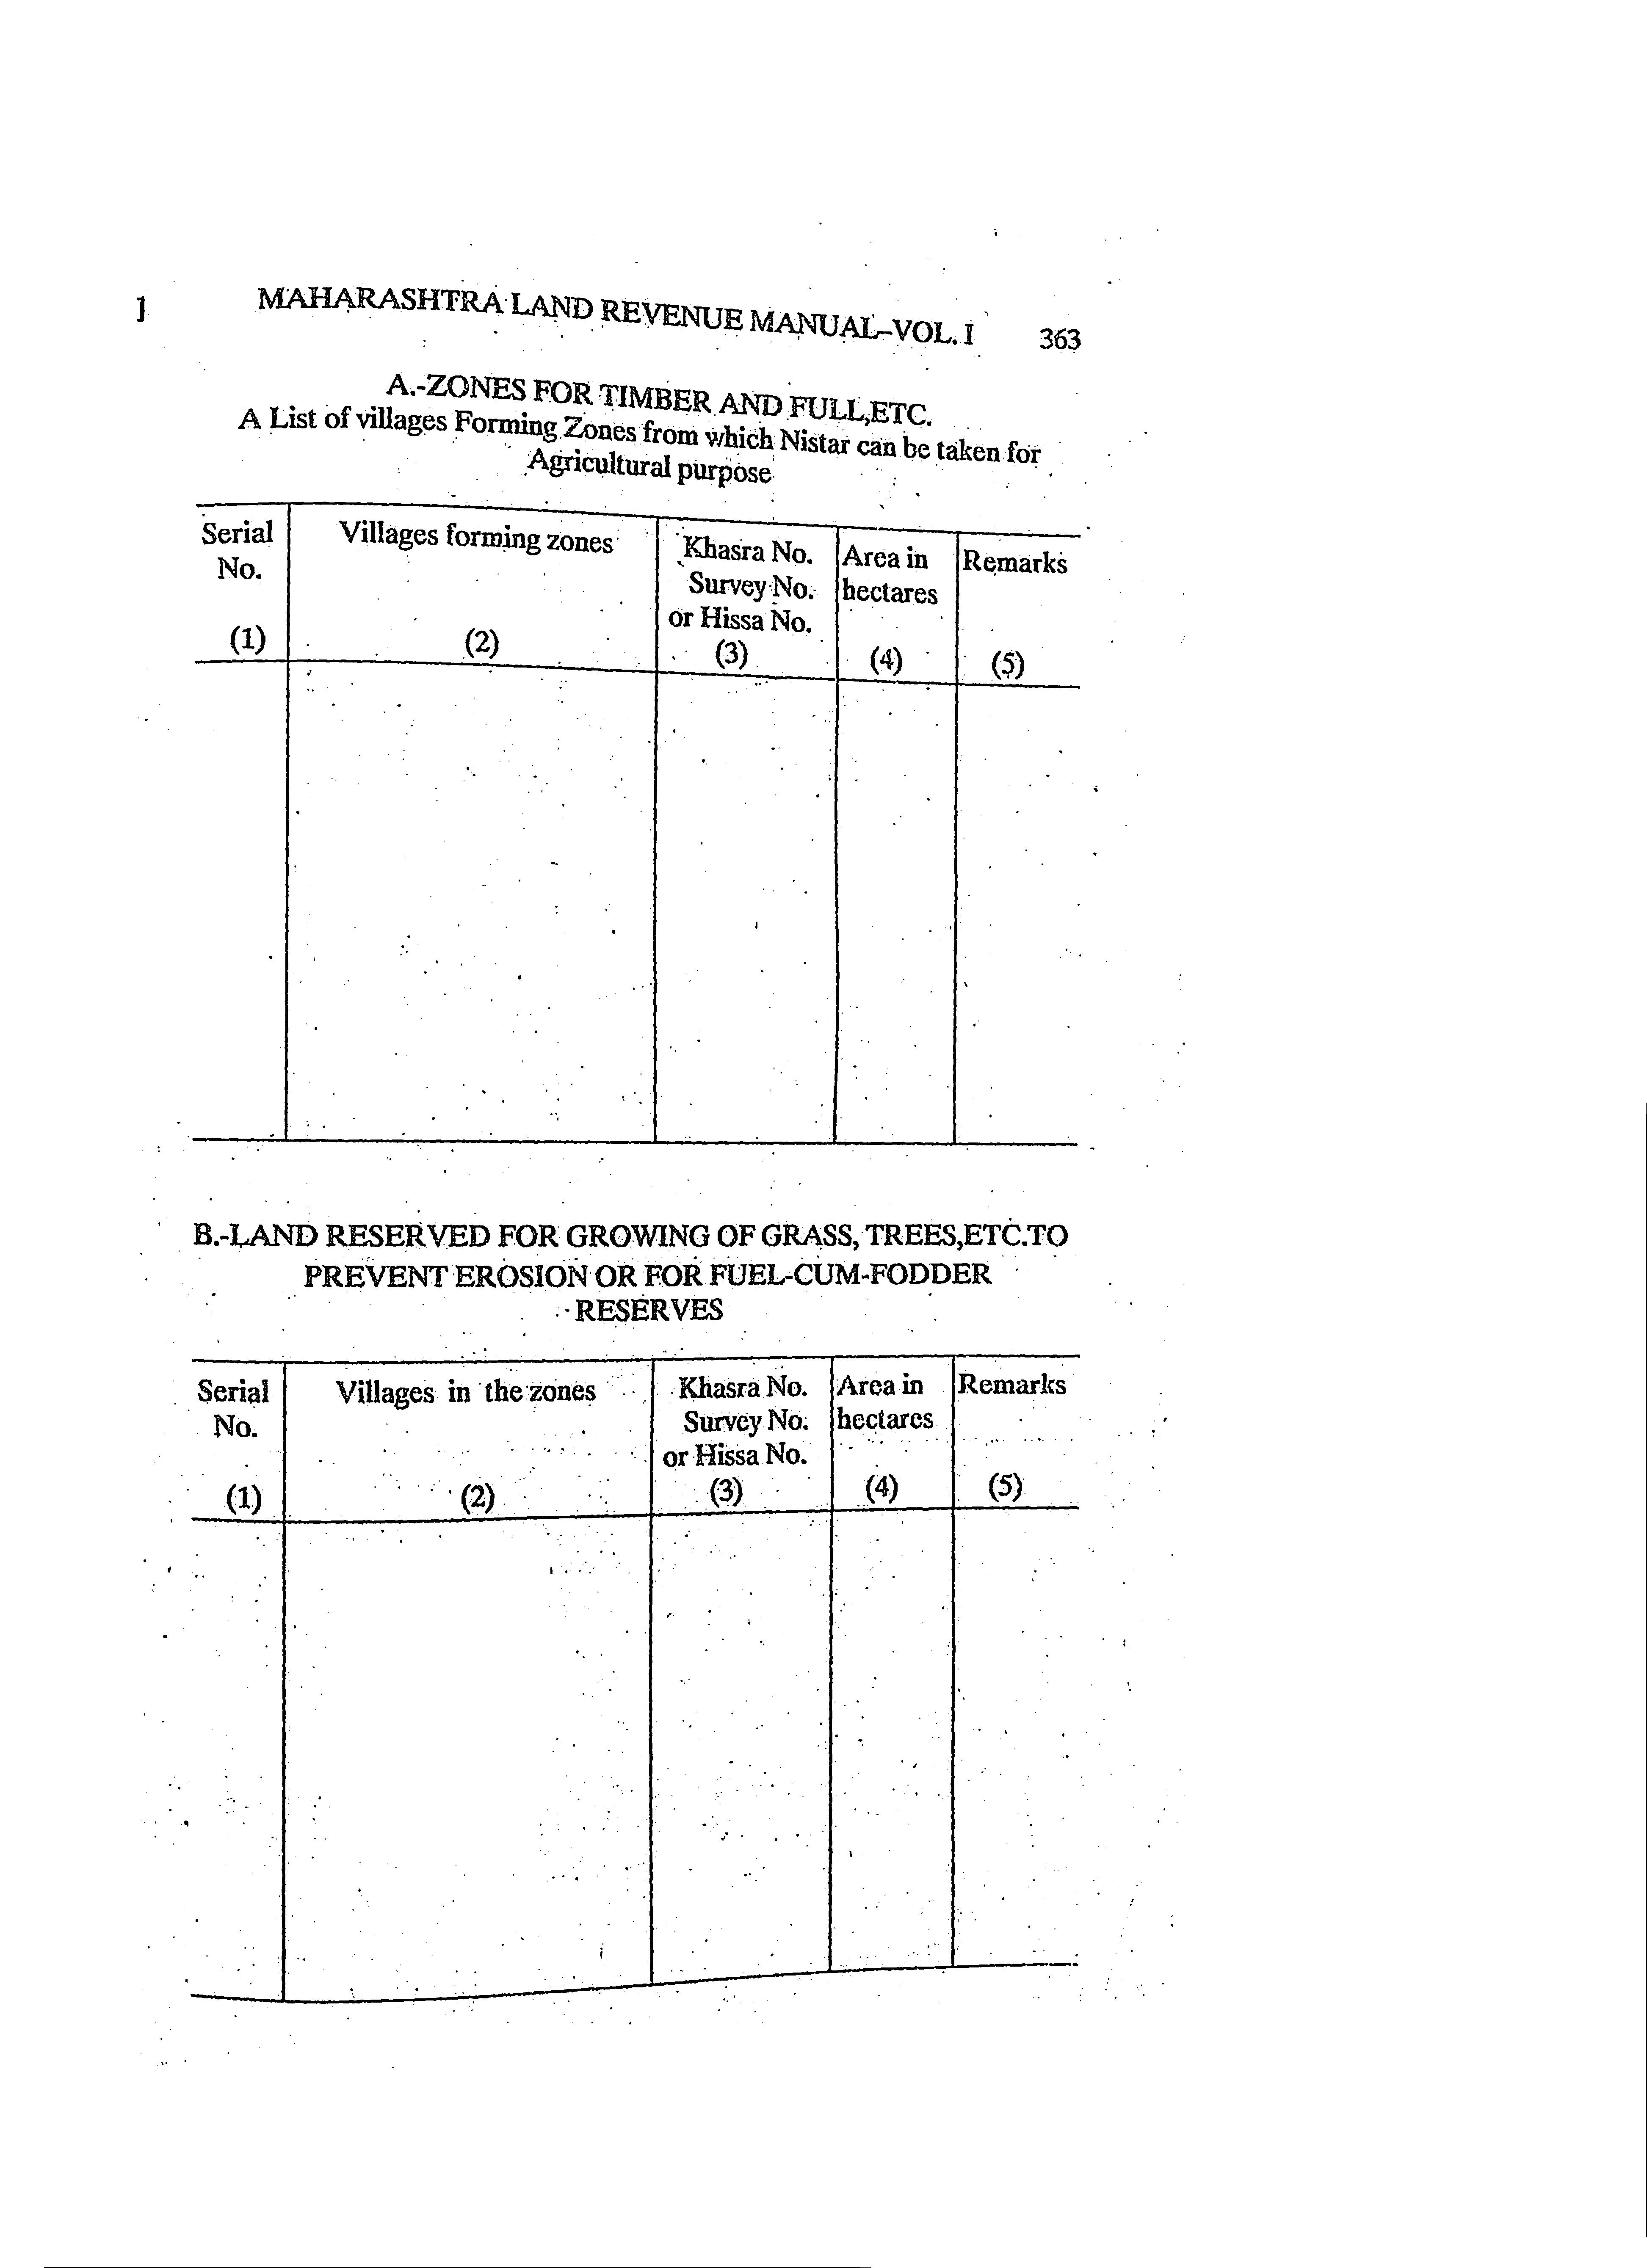 ] MAHARASHTRA LAND REVENUE MANUAL–VOL. I 363
A.-ZONES FOR TIMBER AND FULL,ETC.
A List of villages Forming Zones from which Nistar can be taken for
Agricultural purpose
Serial Villages forming zones Khasra No. Area in Remarks
No. Survey No. hectares
or Hissa No.
(1) (2) (3) (4) (5)
B.-LAND RESERVED FOR GROWING OF GRASS, TREES,ETC.TO
PREVENT EROSION OR FOR FUEL-CUM-FODDER
RESERVES
Serial Villages in the zones Khasra No. Area in Remarks
No. Survey No. hectares
or Hissa No.
(1) (2) (3) (4) (5)